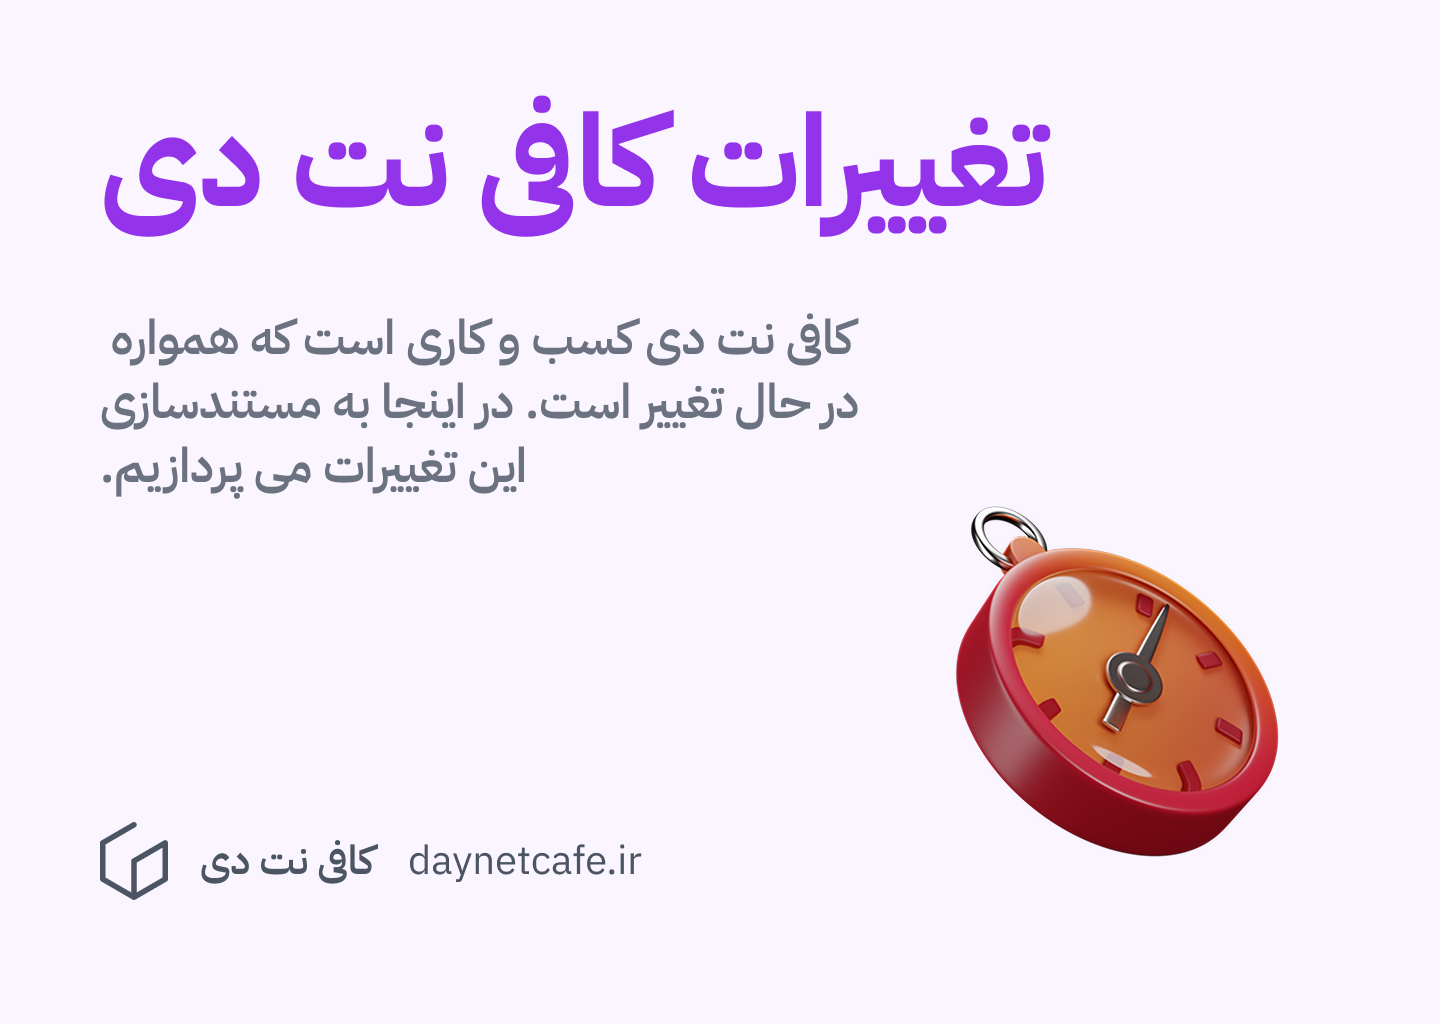 تغییرات کافی نت دی
کافی نت دی کسب و کاری است که همواره
در حال تغییر است. در اینجا به مستندسازی
این تغییرات می پردازیم.
کافی نت دی daynetcafe.ir